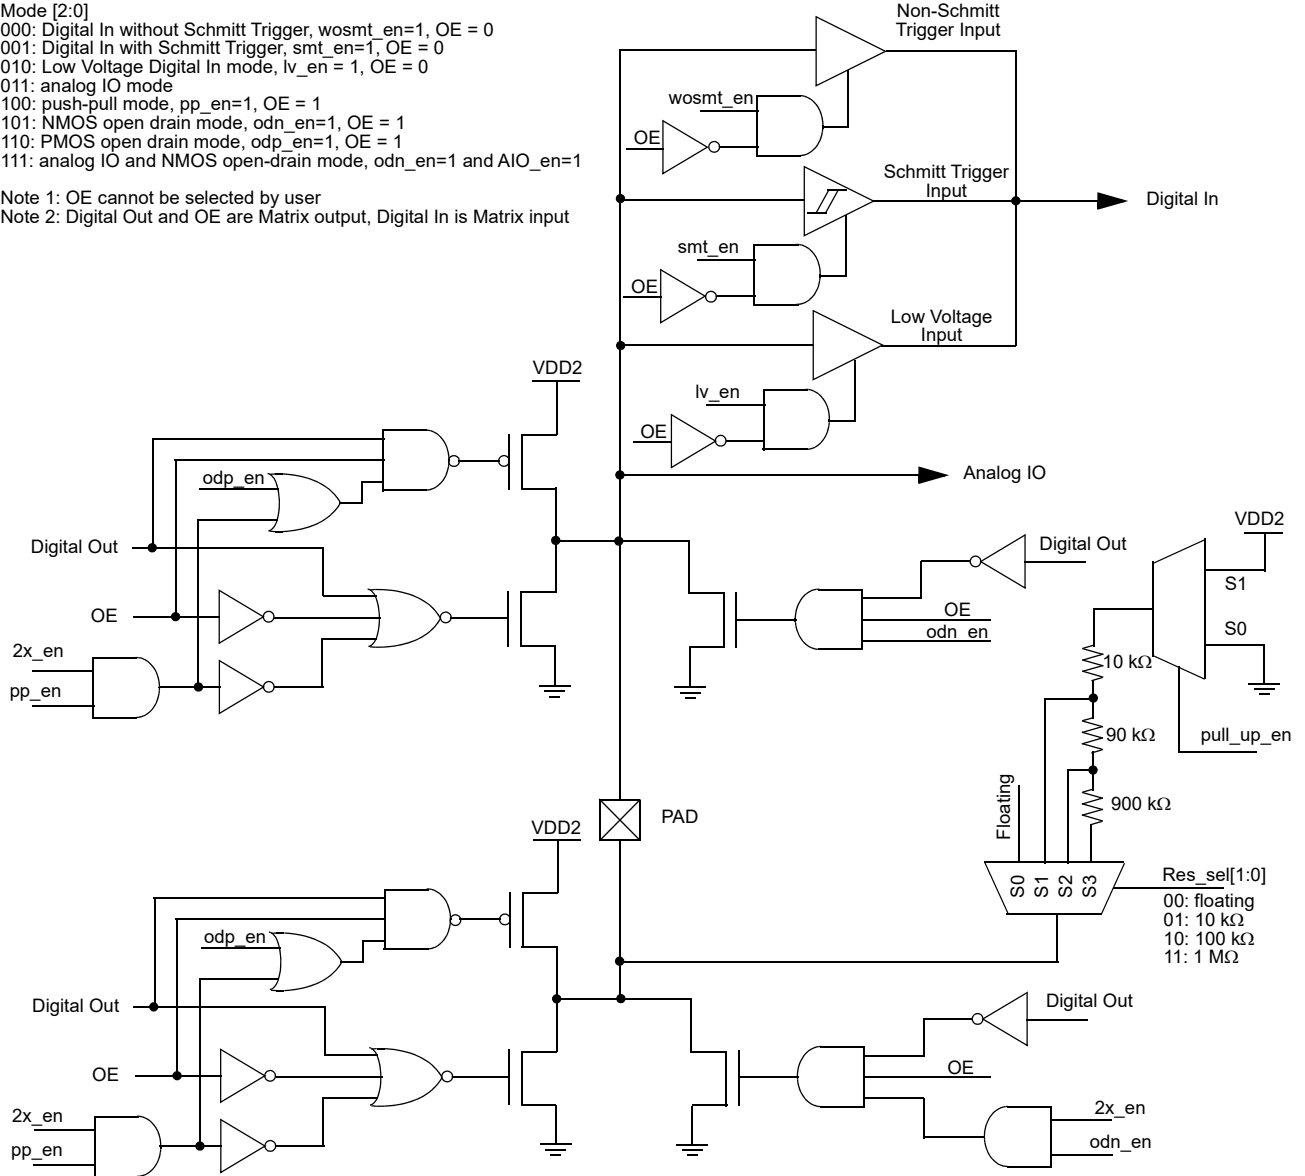 Mode [2:0]
000: Digital In without Schmitt Trigger, wosmt_en=1, OE = 0
001: Digital In with Schmitt Trigger, smt_en=1, OE = 0
010: Low Voltage Digital In mode, lv_en = 1, OE = 0
011: analog IO mode
100: push-pull mode, pp_en=1, OE = 1
101: NMOS open drain mode, odn_en=1, OE = 1
110: PMOS open drain mode, odp_en=1, OE = 1
111: analog IO and NMOS open-drain mode, odn_en=1 and AIO_en=1
Note 1: OE cannot be selected by user
Note 2: Digital Out and OE are Matrix output, Digital In is Matrix input
Non-Schmitt
Trigger Input
wosmt_en
OE
Schmitt Trigger
Input
Digital In
smt_en
OE
Low Voltage
Input
lv_en
OE
Analog IO
VDD2
odp_en
Digital Out
OE
2x_en
pp_en
Digital Out
OE
odn_en
VDD2
S1
S0
10 kΩ
90 kΩ
pull_up_en
900 kΩ
Floating
S0
S1
S2
S3
Res_sel[1:0]
00: floating
01: 10 kΩ
10: 100 kΩ
11: 1 MΩ
PAD
VDD2
odp_en
Digital Out
OE
2x_en
pp_en
Digital Out
OE
2x_en
odn_en